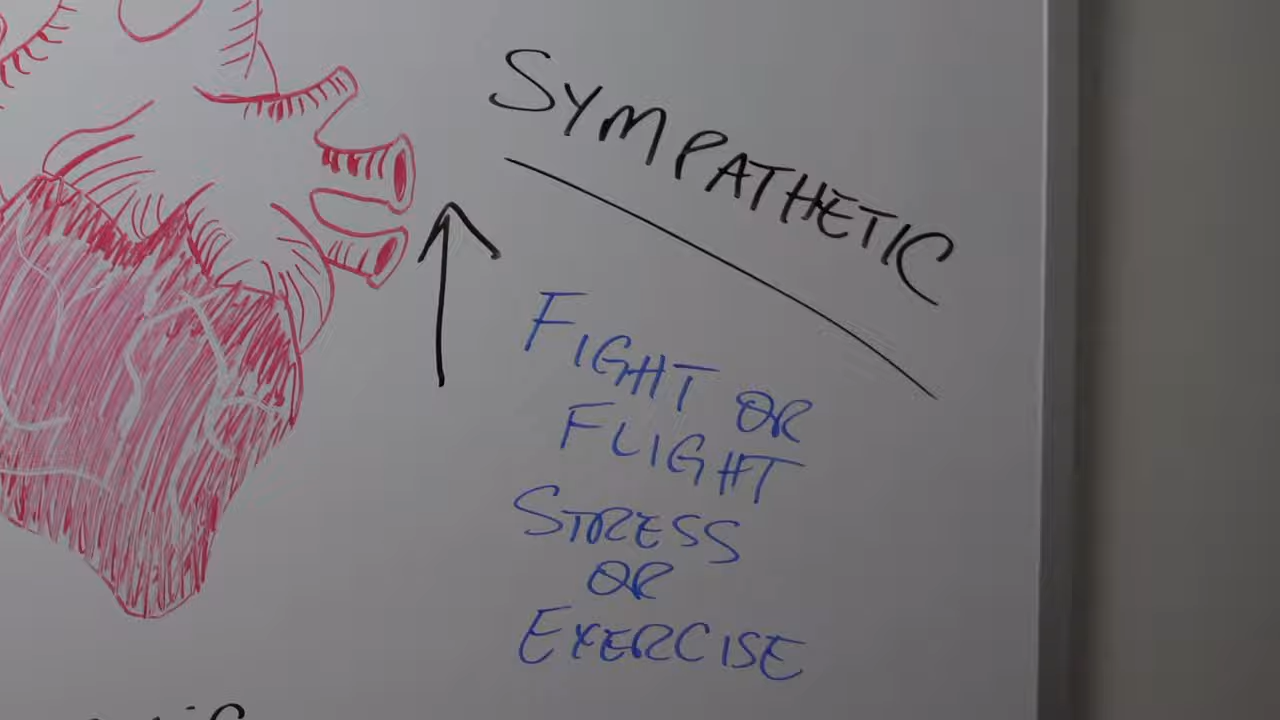 SYMPATHETIC
FIGHT OR
FLIGHT
STRESS
OR
EXERCISE